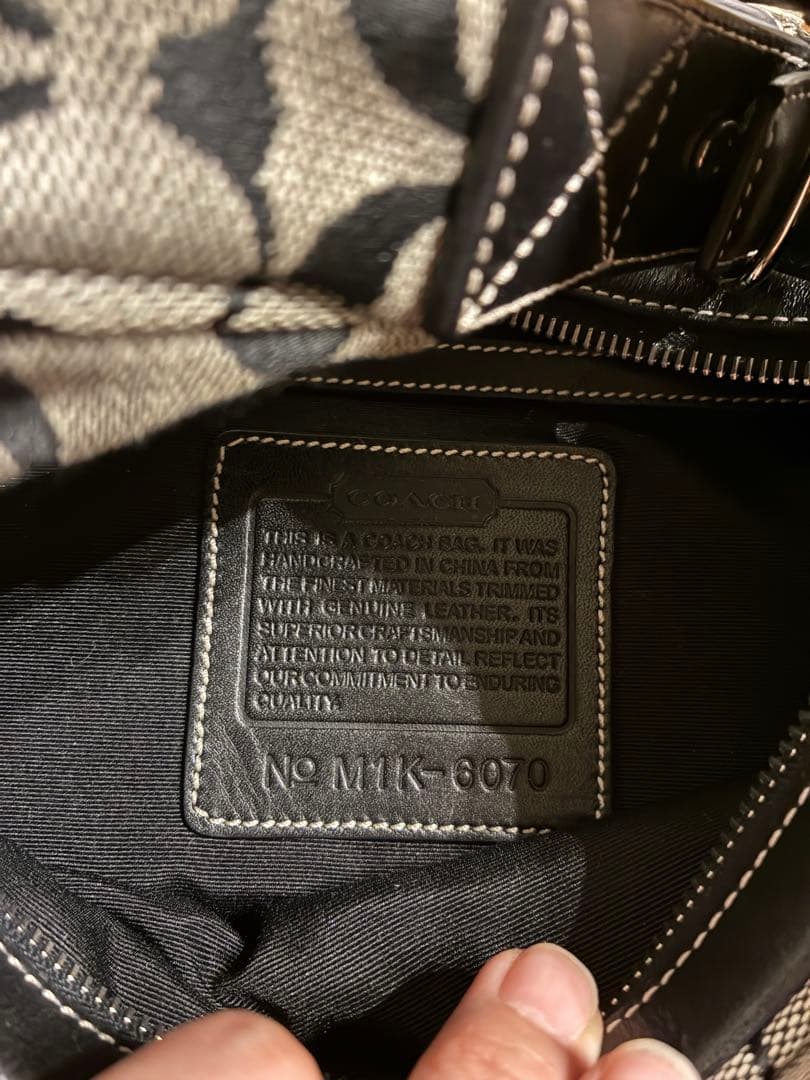 COACH
THIS IS A COACH BAG. IT WAS
HANDCRAFTED IN CHINA FROM
THE FINEST MATERIALS TRIMMED
WITH GENUINE LEATHER. ITS
SUPERIOR CRAFTSMANSHIP AND
ATTENTION TO DETAIL REFLECT
OUR COMMITMENT TO ENDURING
QUALITY.
Nº M1K-6070